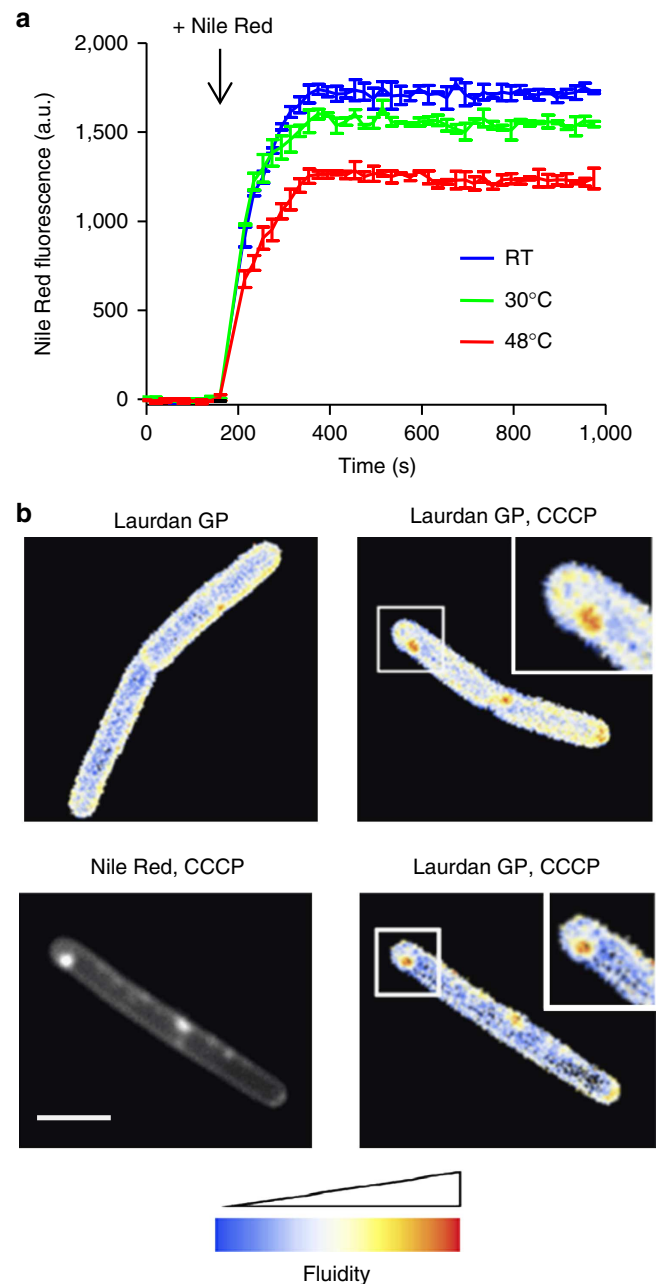 a
+ Nile Red
2,000
1,500
1,000
500
0
Nile Red fluorescence (a.u.)
RT
30°C
48°C
0 200 400 600 800 1,000
Time (s)
b
Laurdan GP
Laurdan GP, CCCP
Nile Red, CCCP
Laurdan GP, CCCP
Fluidity